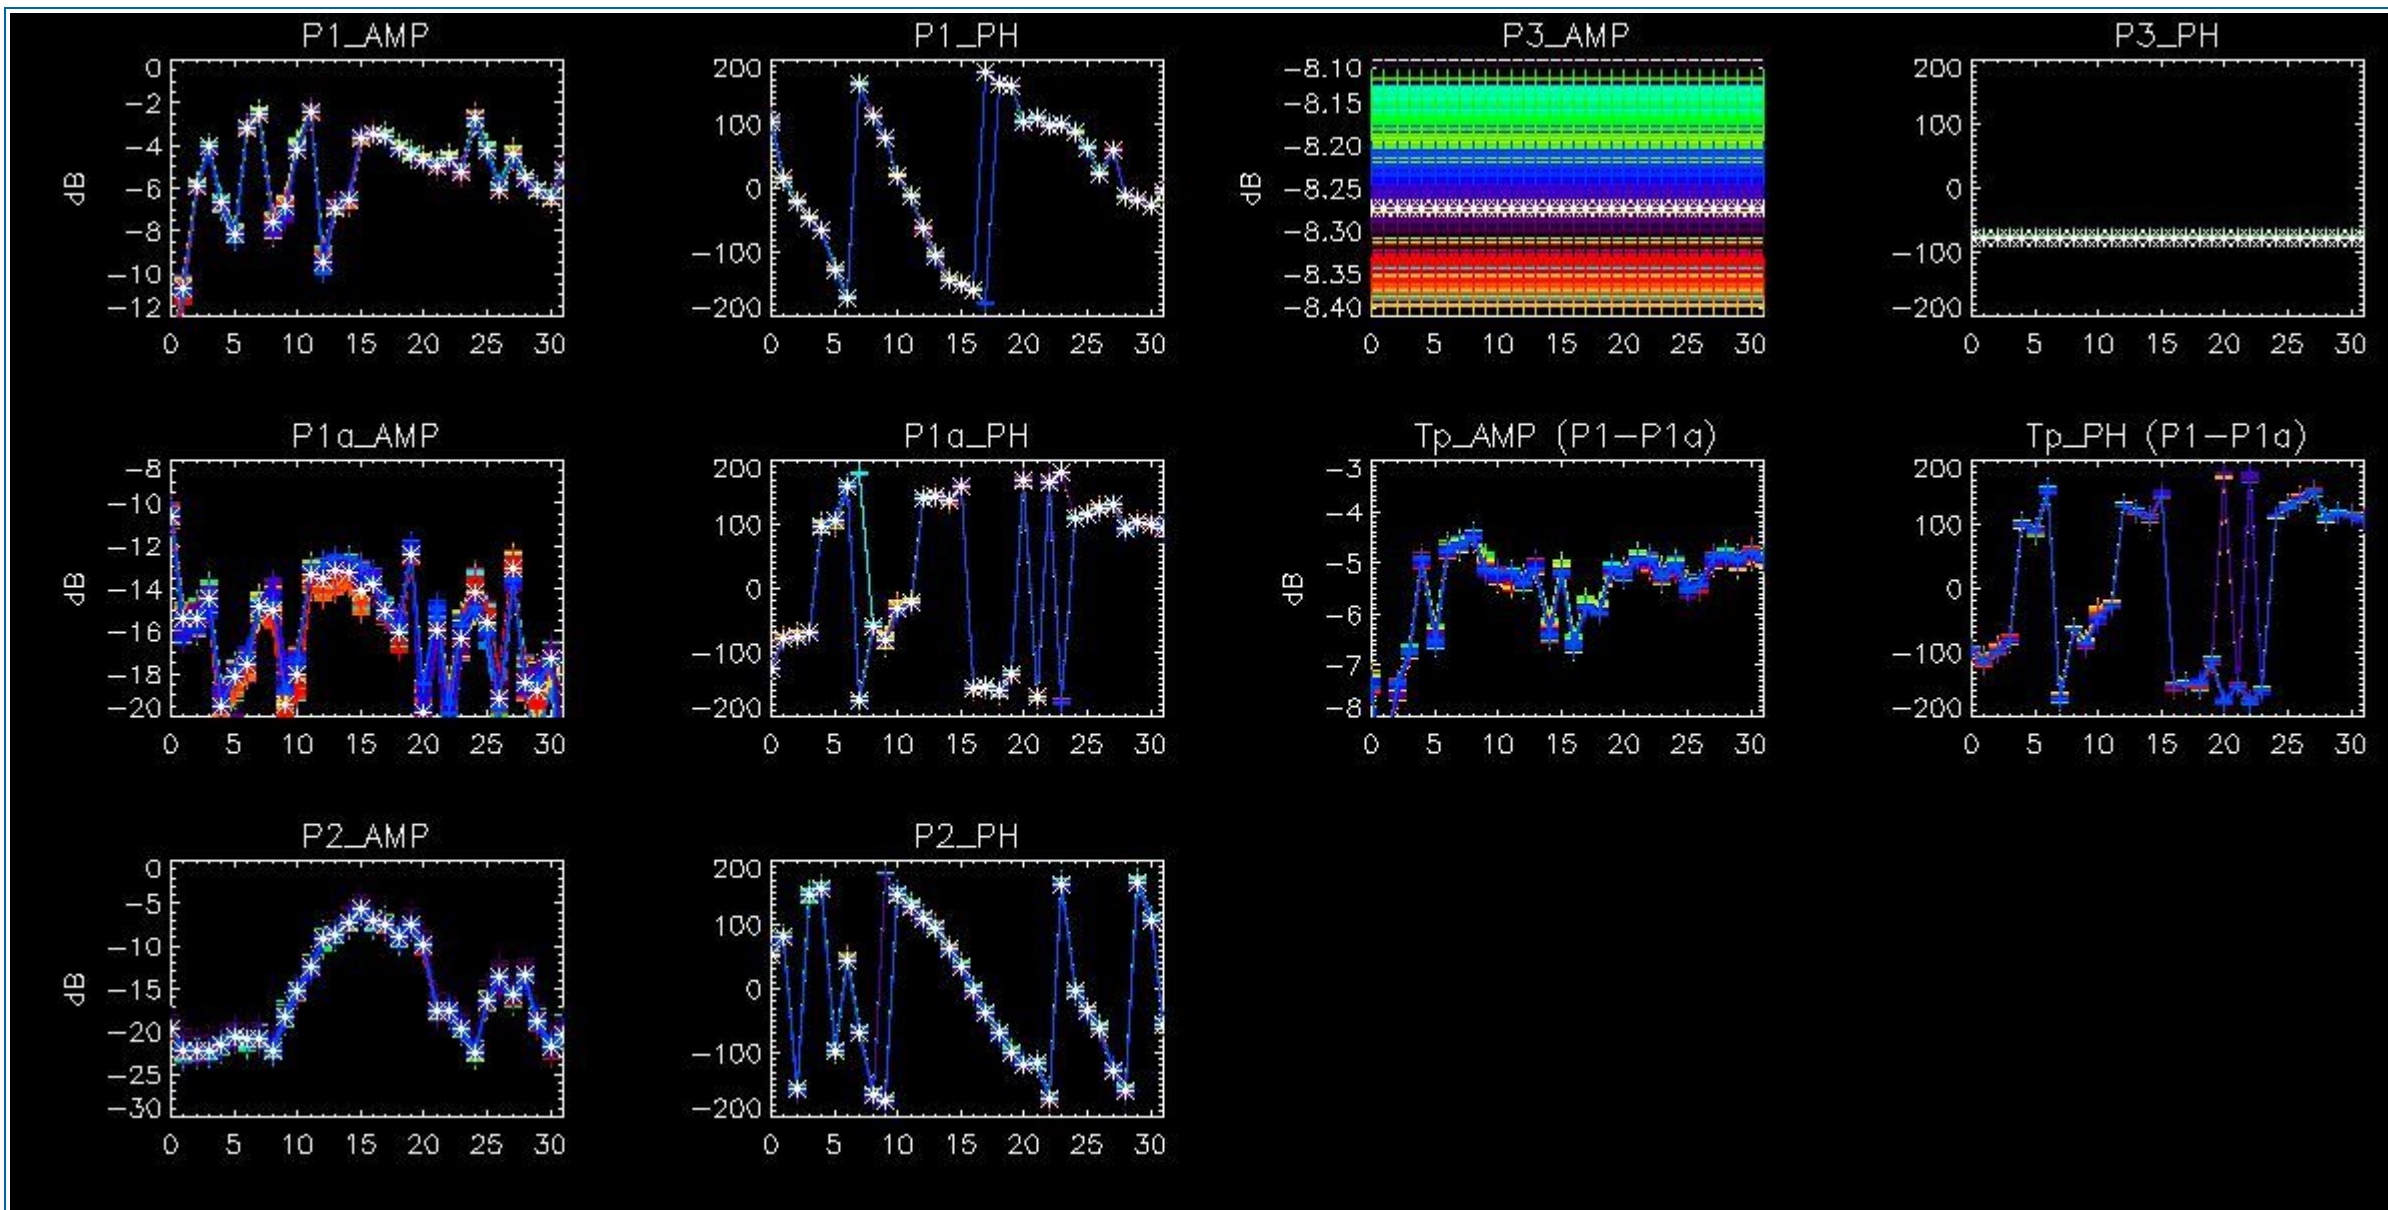 P1_AMP P1_PH P3_AMP P3_PH
0 200 -8.10 200
-2 -8.15
-4 100 -8.20 100
dB -6 0 dB -8.25 0
-8 -8.30
-10 -100 -8.35 -100
-12 -200 -8.40 -200
0 5 10 15 20 25 30 0 5 10 15 20 25 30 0 5 10 15 20 25 30 0 5 10 15 20 25 30
P1a_AMP P1a_PH Tp_AMP (P1-P1a) Tp_PH (P1-P1a)
-8 200 -3 200
-10 -4
-12 100 100
dB -14 0 dB -5 0
-16 -6
-18 -100 -7 -100
-20 -200 -8 -200
0 5 10 15 20 25 30 0 5 10 15 20 25 30 0 5 10 15 20 25 30 0 5 10 15 20 25 30
P2_AMP P2_PH
0 200
-5 100
-10
dB -15 0
-20
-25 -100
-30 -200
0 5 10 15 20 25 30 0 5 10 15 20 25 30